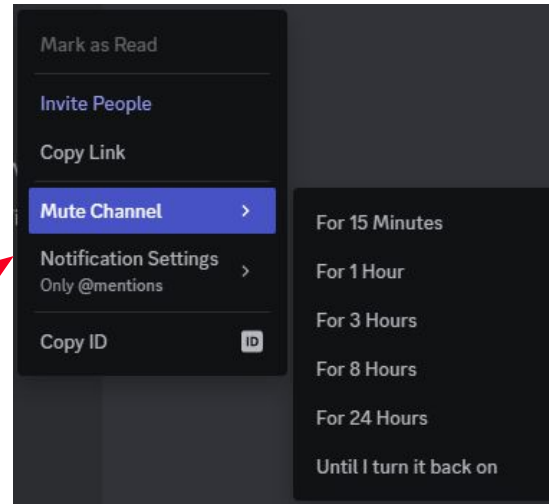 Mark as Read
Invite People
Copy Link
Mute Channel
Notification Settings
Only @mentions
Copy ID
ID
For 15 Minutes
For 1 Hour
For 3 Hours
For 8 Hours
For 24 Hours
Until I turn it back on